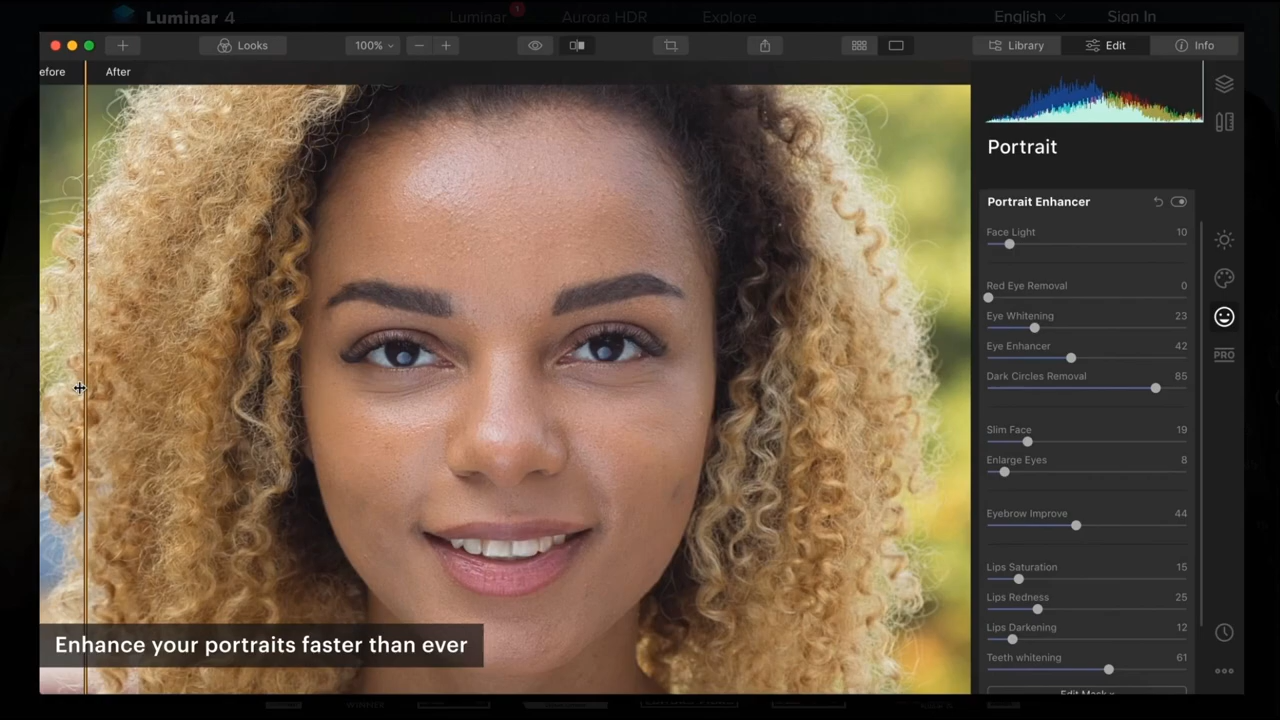 Luminar 4
Luminar 1
Aurora HDR
Explore
English
Sign In
Looks
100%
Library
Edit
Info
efore
After
Portrait
Portrait Enhancer
Face Light 10
Red Eye Removal 0
Eye Whitening 23
Eye Enhancer 42
Dark Circles Removal 85
Slim Face 19
Enlarge Eyes 8
Eyebrow Improve 44
Lips Saturation 15
Lips Redness 25
Lips Darkening 12
Teeth whitening 61
Edit Mask
PRO
Enhance your portraits faster than ever